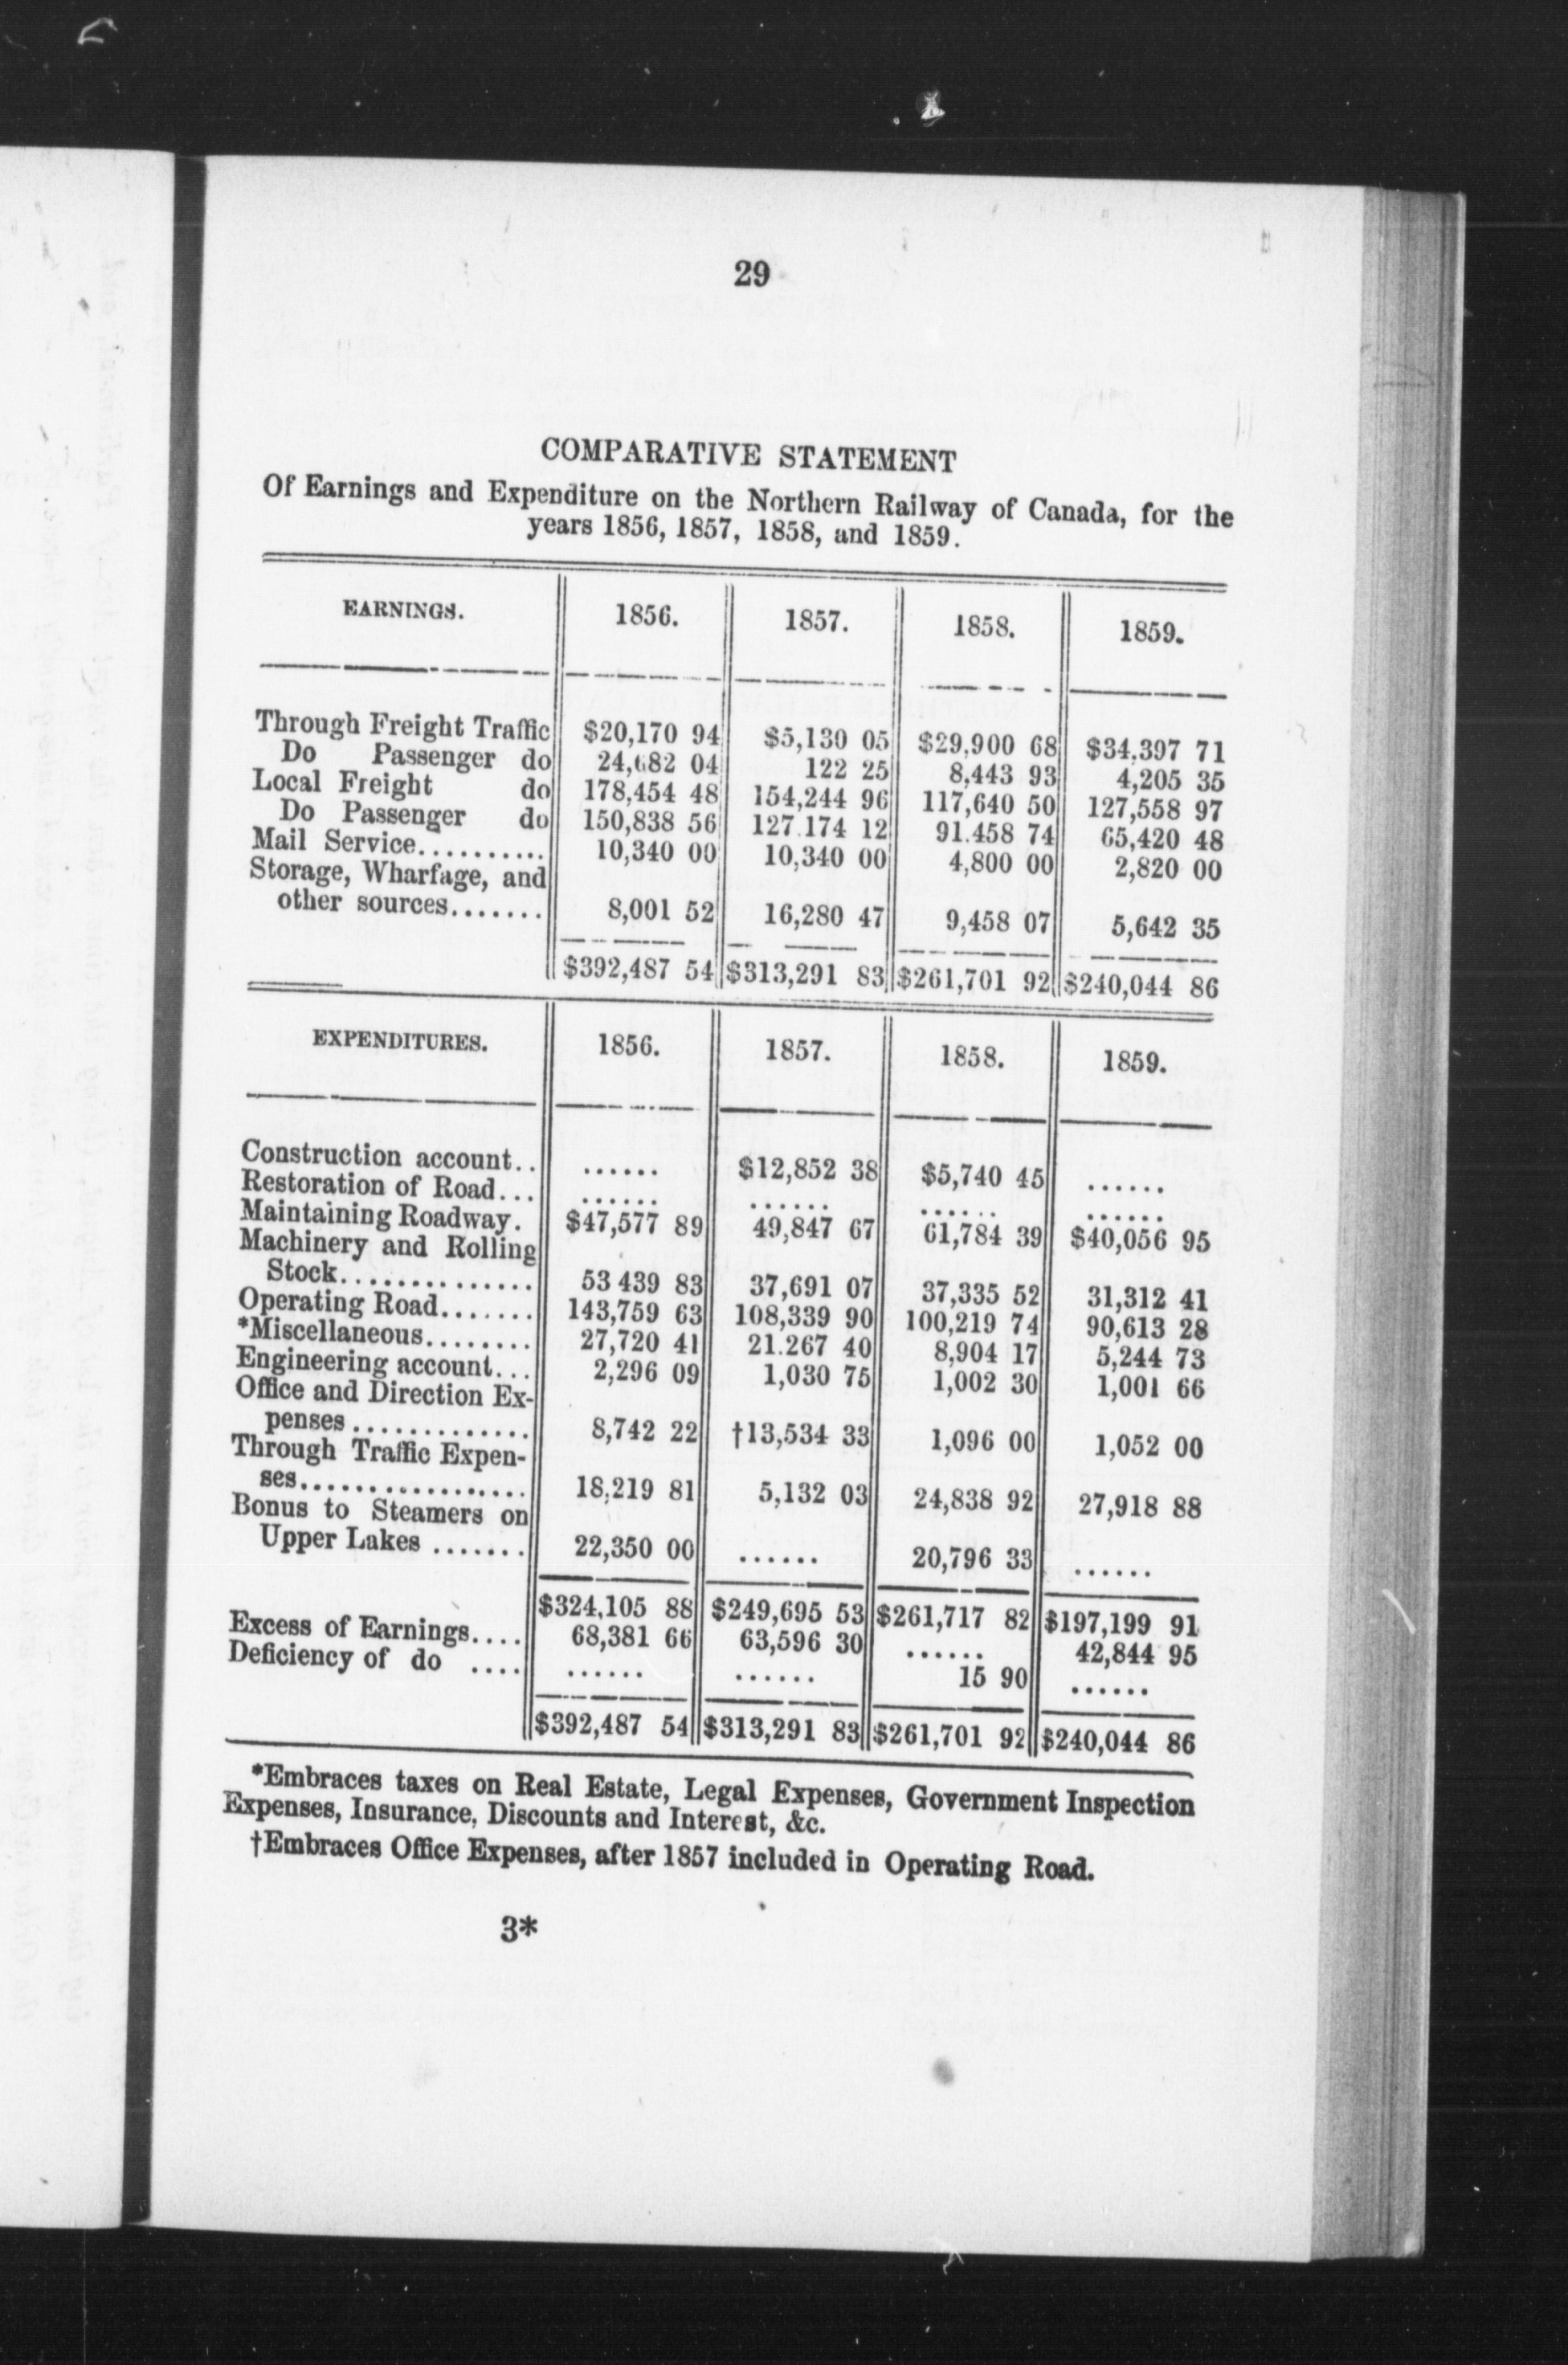 29
COMPARATIVE STATEMENT
Of Earnings and Expenditure on the Northern Railway of Canada, for the
years 1856, 1857, 1858, and 1859.
EARNINGS. 1856. 1857. 1858. 1859.
Through Freight Traffic $20,170 94 $5,130 05 $29,900 68 $34,397 71
Do Passenger do 24,682 04 122 25 8,443 93 4,205 35
Local Freight do 178,454 48 154,244 96 117,640 50 127,558 97
Do Passenger do 150,838 56 127.174 12 91.458 74 65,420 48
Mail Service.......... 10,340 00 10,340 00 4,800 00 2,820 00
Storage, Wharfage, and
other sources....... 8,001 52 16,280 47 9,458 07 5,642 35
$392,487 54 $313,291 83 $261,701 92 $240,044 86
EXPENDITURES. 1856. 1857. 1858. 1859.
Construction account.. ...... $12,852 38 $5,740 45 ......
Restoration of Road... ...... ...... ...... ......
Maintaining Roadway. $47,577 89 49,847 67 61,784 39 $40,056 95
Machinery and Rolling
Stock.............. 53 439 83 37,691 07 37,335 52 31,312 41
Operating Road....... 143,759 63 108,339 90 100,219 74 90,613 28
*Miscellaneous........ 27,720 41 21.267 40 8,904 17 5,244 73
Engineering account... 2,296 09 1,030 75 1,002 30 1,001 66
Office and Direction Ex-
penses ............. 8,742 22 †13,534 33 1,096 00 1,052 00
Through Traffic Expen-
ses................. 18,219 81 5,132 03 24,838 92 27,918 88
Bonus to Steamers on
Upper Lakes ....... 22,350 00 ...... 20,796 33 ......
$324,105 88 $249,695 53 $261,717 82 $197,199 91
Excess of Earnings.... 68,381 66 63,596 30 ...... 42,844 95
Deficiency of do .... ...... ...... 15 90 ......
$392,487 54 $313,291 83 $261,701 92 $240,044 86
*Embraces taxes on Real Estate, Legal Expenses, Government Inspection
Expenses, Insurance, Discounts and Interest, &c.
†Embraces Office Expenses, after 1857 included in Operating Road.
3*